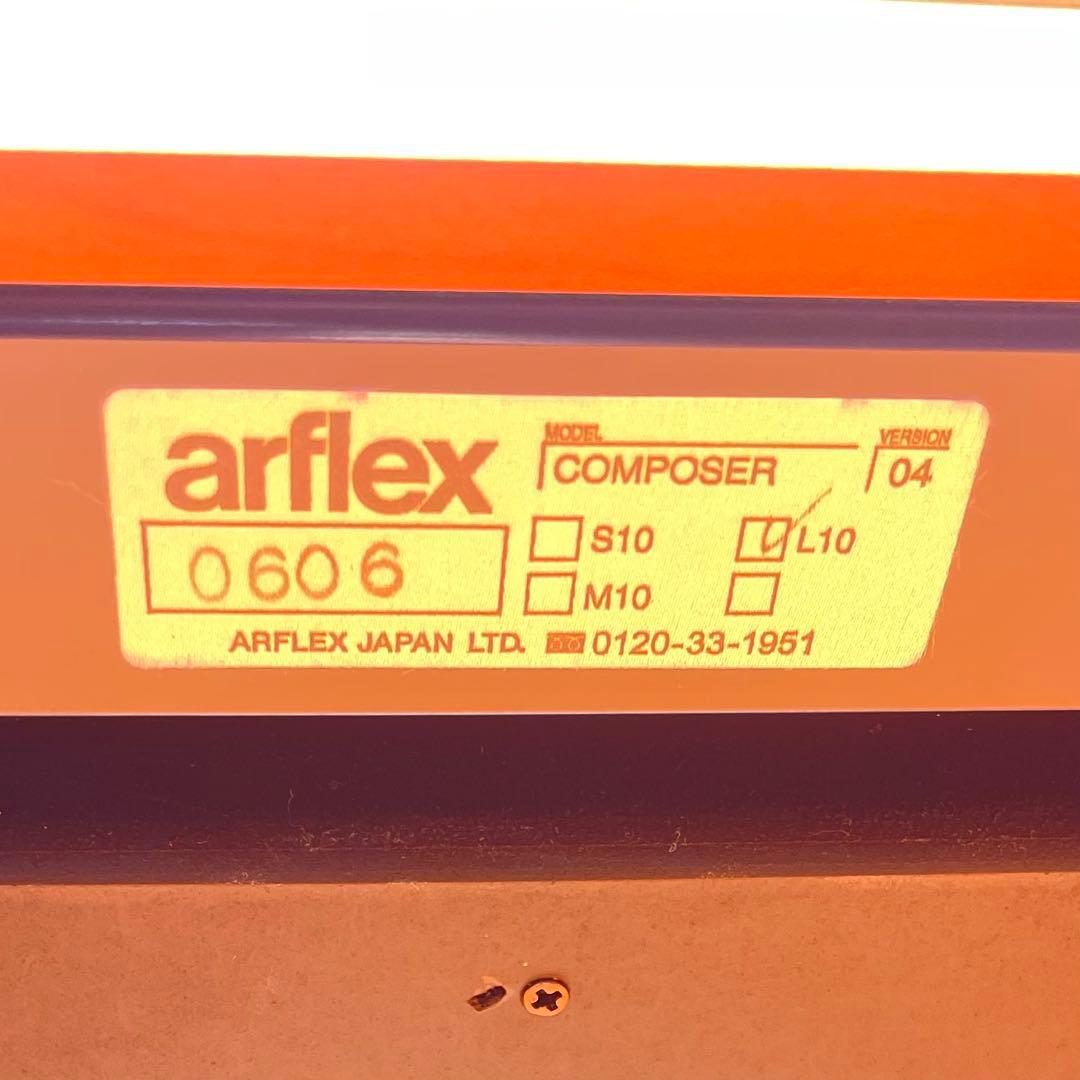 arflex
MODEL
COMPOSER
VERSION
04
0606
S10
L10
M10
ARFLEX JAPAN LTD. 0120-33-1951